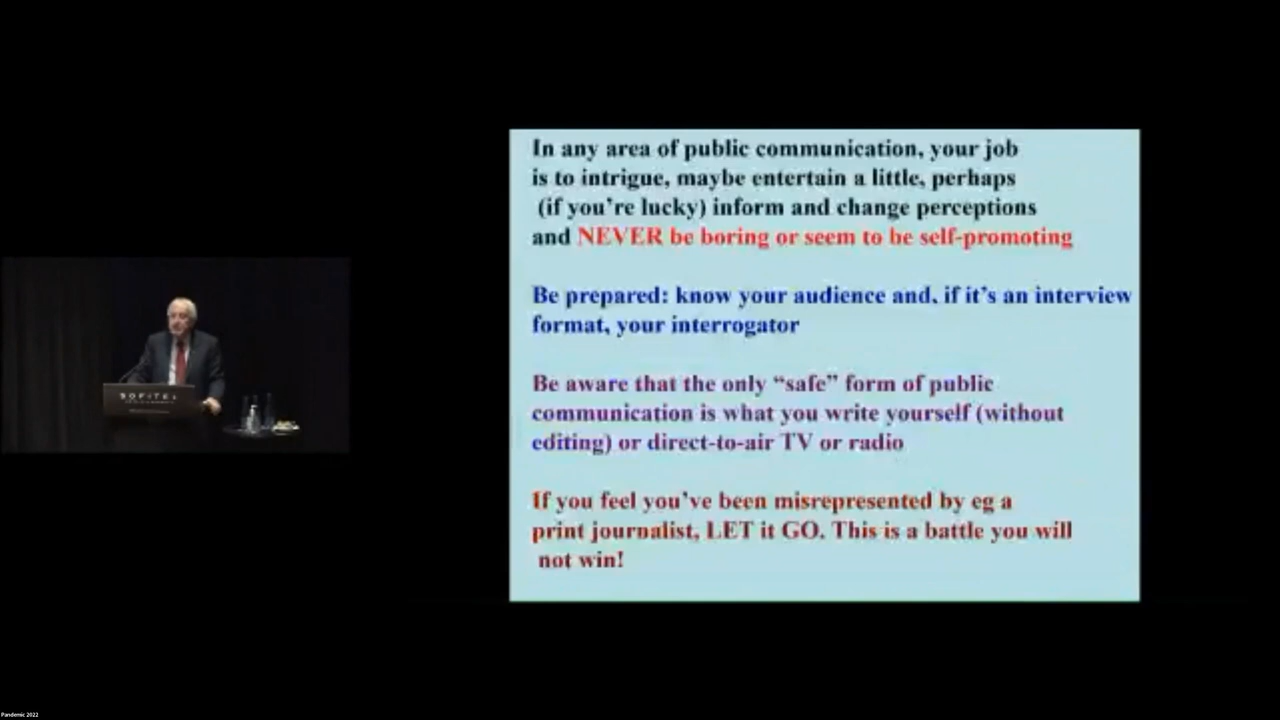 In any area of public communication, your job
is to intrigue, maybe entertain a little, perhaps
(if you're lucky) inform and change perceptions
and NEVER be boring or seem to be self-promoting
Be prepared: know your audience and, if it's an interview
format, your interrogator
Be aware that the only “safe” form of public
communication is what you write yourself (without
editing) or direct-to-air TV or radio
If you feel you've been misrepresented by eg a
print journalist, LET it GO. This is a battle you will
not win!
SOFITEL
Pandemic 2022